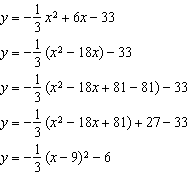 y = −1/3 x² + 6x − 33
y = −1/3 (x² − 18x) − 33
y = −1/3 (x² − 18x + 81 − 81) − 33
y = −1/3 (x² − 18x + 81) + 27 − 33
y = −1/3 (x − 9)² − 6